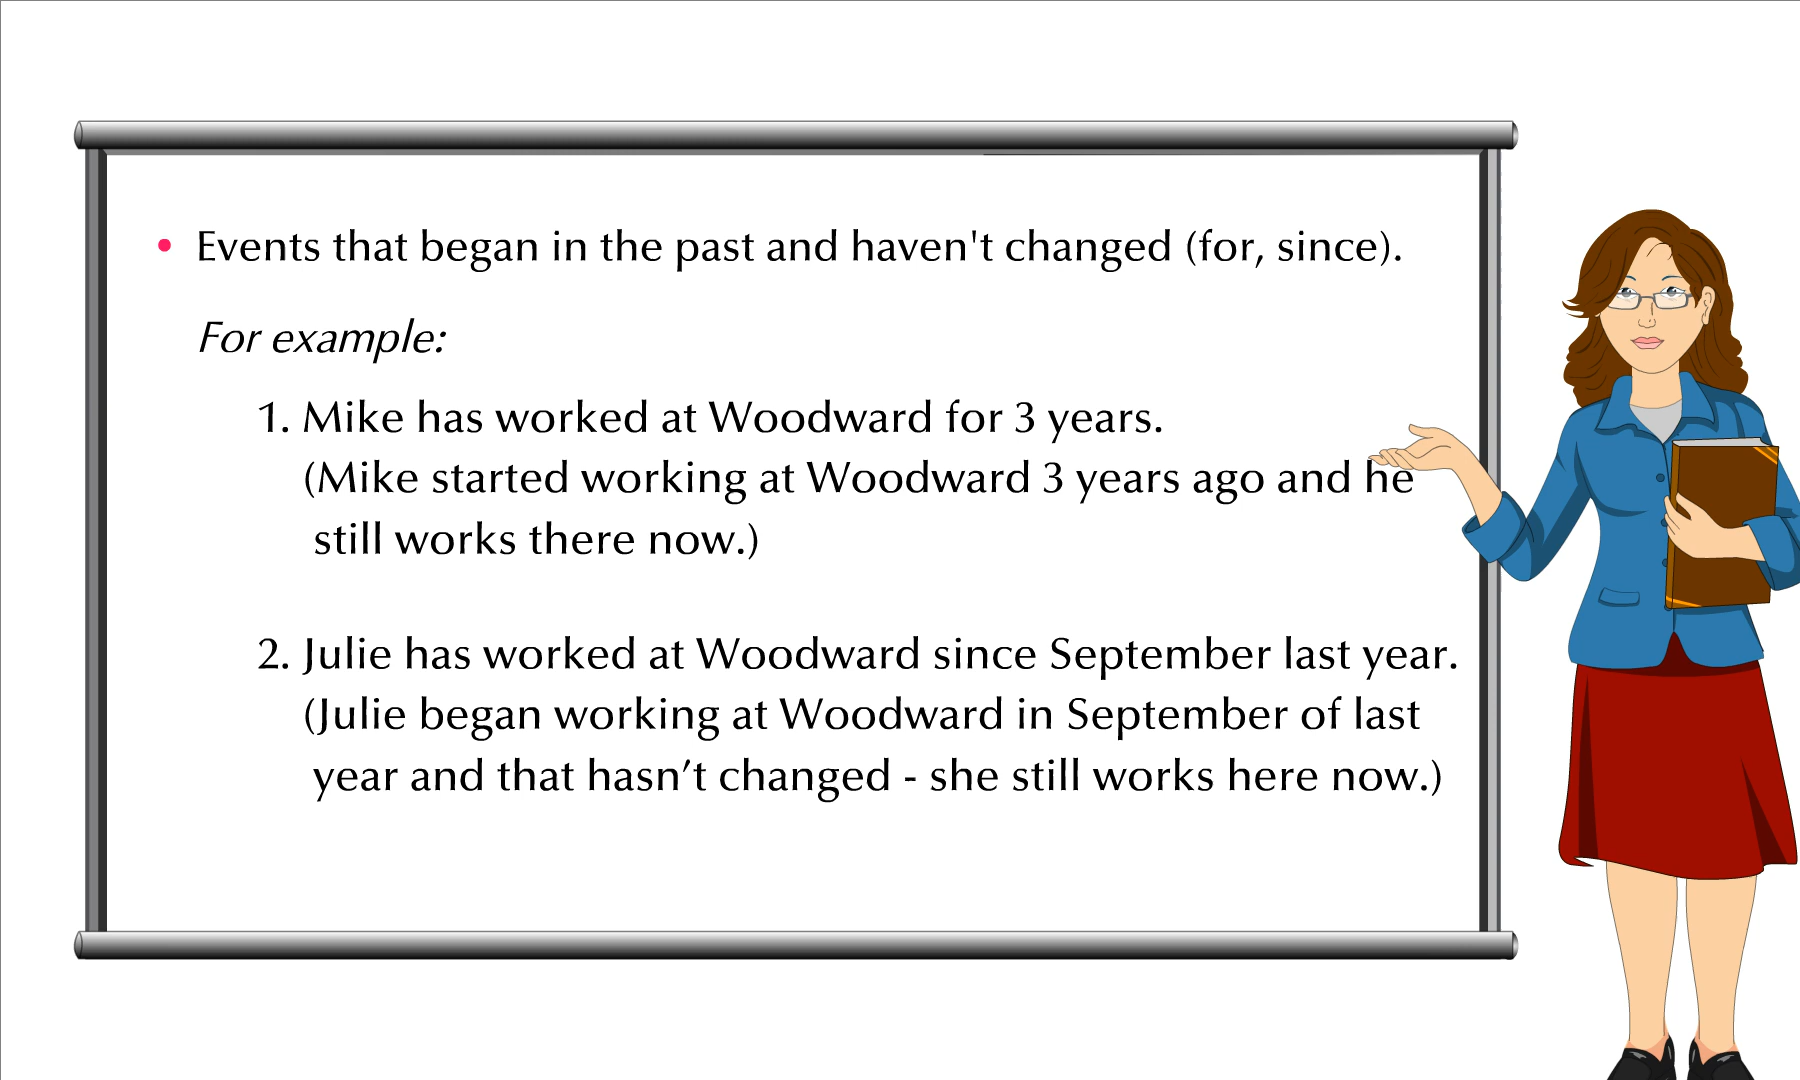 • Events that began in the past and haven't changed (for, since).
For example:
1. Mike has worked at Woodward for 3 years.
(Mike started working at Woodward 3 years ago and he
still works there now.)
2. Julie has worked at Woodward since September last year.
(Julie began working at Woodward in September of last
year and that hasn’t changed - she still works here now.)